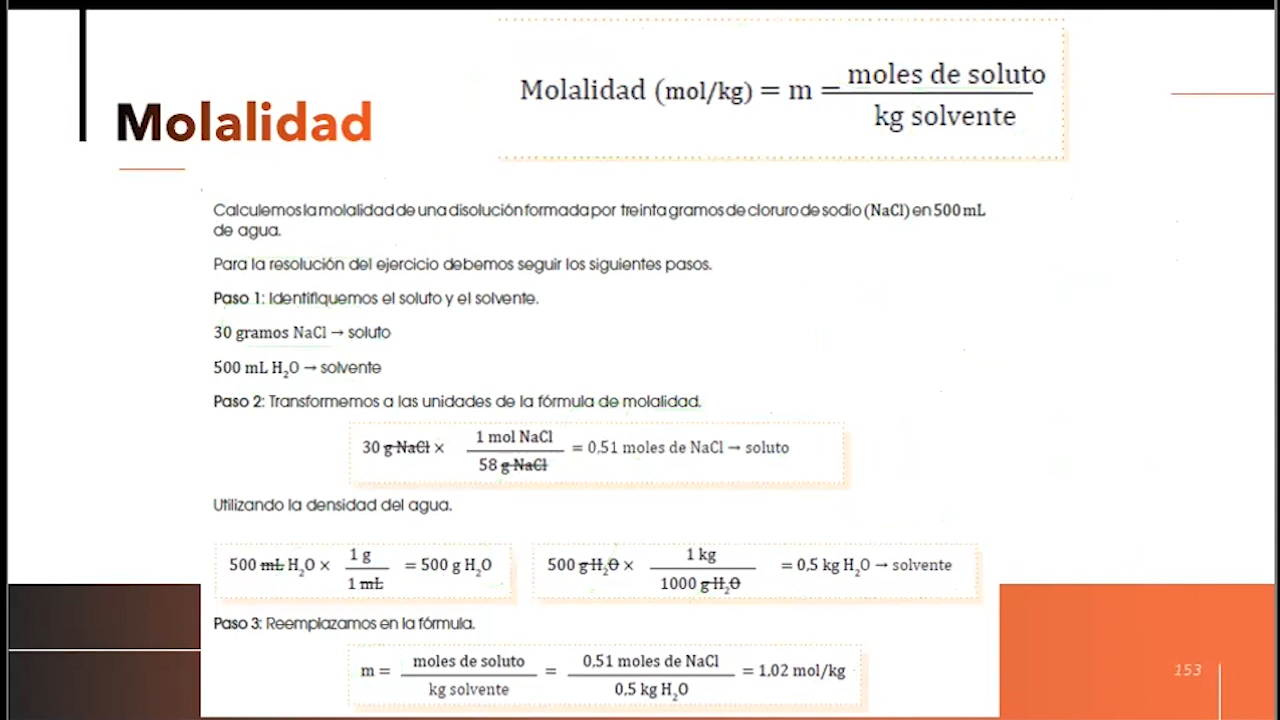 Molalidad
Molalidad (mol/kg) = m = moles de soluto / kg solvente
Calculemos la molalidad de una disolución formada por treinta gramos de cloruro de sodio (NaCl) en 500 mL
de agua.
Para la resolución del ejercicio debemos seguir los siguientes pasos.
Paso 1: Identifiquemos el soluto y el solvente.
30 gramos NaCl → soluto
500 mL H₂O → solvente
Paso 2: Transformemos a las unidades de la fórmula de molalidad.
30 g NaCl × 1 mol NaCl / 58 g NaCl = 0,51 moles de NaCl → soluto
Utilizando la densidad del agua.
500 mL H₂O × 1 g / 1 mL = 500 g H₂O
500 g H₂O × 1 kg / 1000 g H₂O = 0,5 kg H₂O → solvente
Paso 3: Reemplazamos en la fórmula.
m = moles de soluto / kg solvente = 0,51 moles de NaCl / 0,5 kg H₂O = 1,02 mol/kg
153